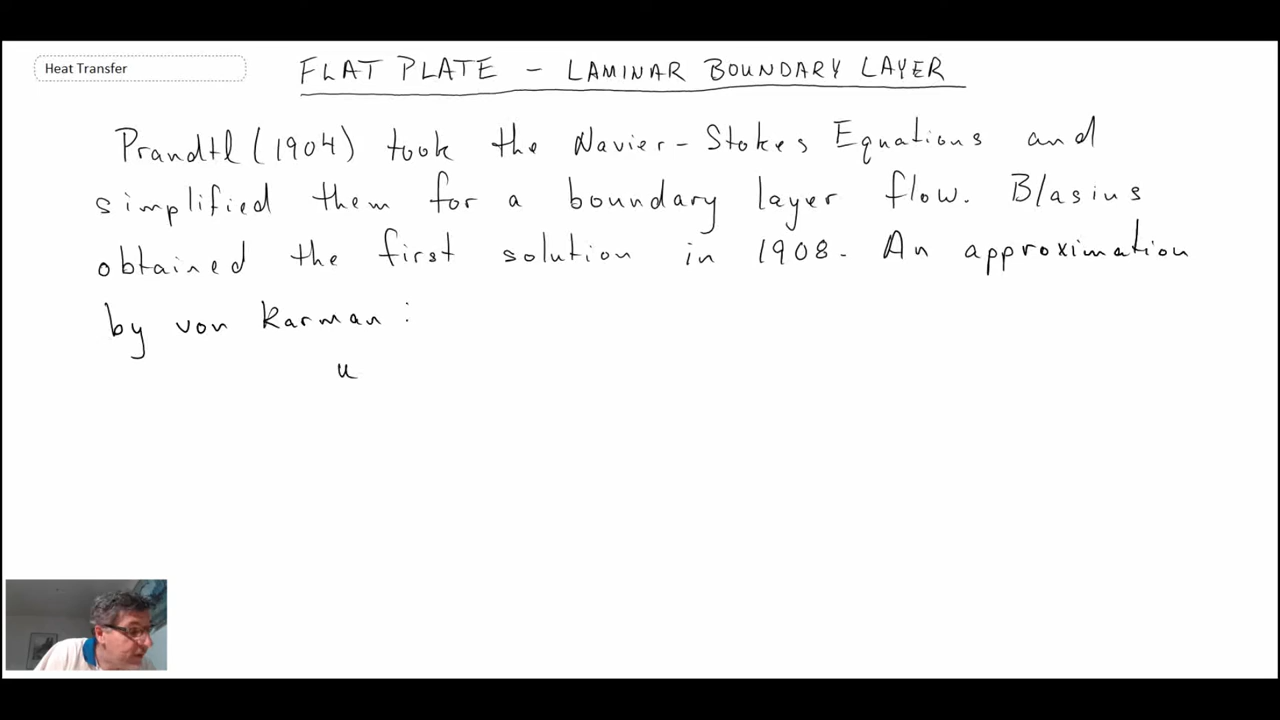 Heat Transfer
FLAT PLATE - LAMINAR BOUNDARY LAYER
Prandtl (1904) took the Navier-Stokes Equations and
simplified them for a boundary layer flow. Blasius
obtained the first solution in 1908. An approximation
by von Karman :
u